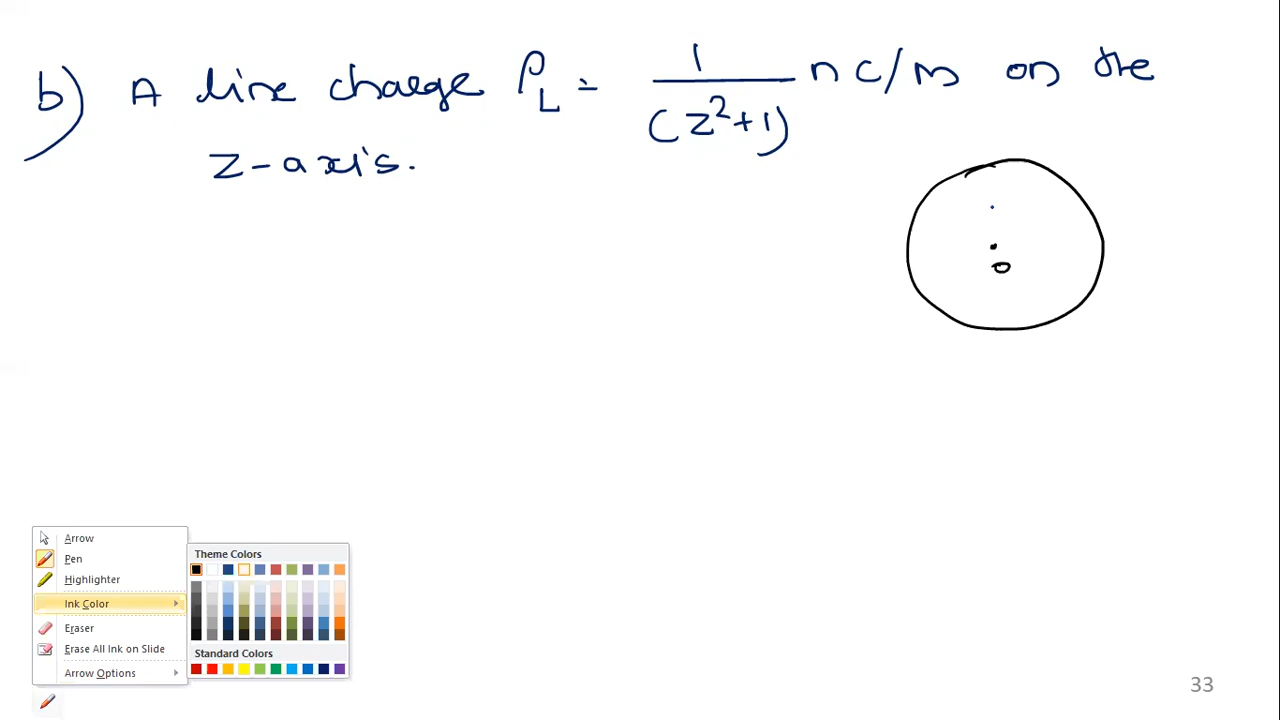 b) A line charge ρL = 1/(z²+1) nC/m on the
z-axis.
o
Arrow
Pen
Highlighter
Ink Color
Eraser
Erase All Ink on Slide
Arrow Options
Theme Colors
Standard Colors
33